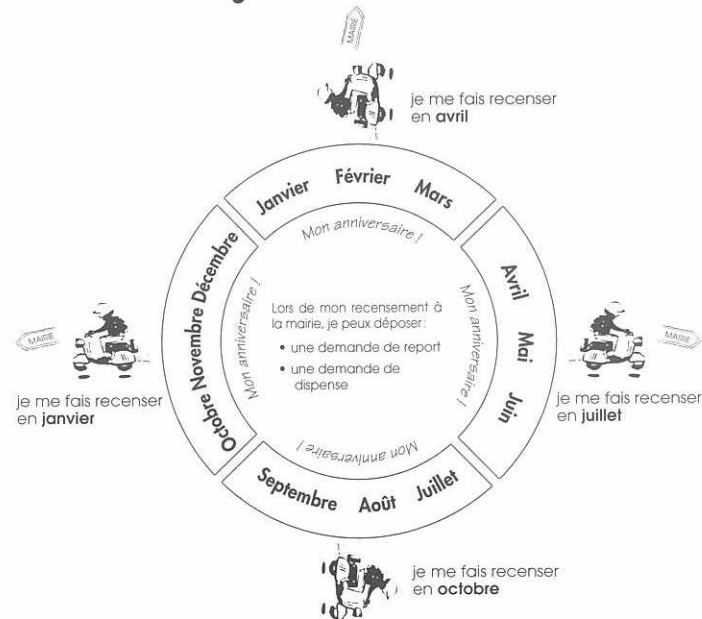 MAIRIE
je me fais recenser
en avril
Janvier Février Mars
Mon anniversaire !
Avril Mai Juin
Mon anniversaire !
MAIRIE
je me fais recenser
en juillet
Lors de mon recensement à
la mairie, je peux déposer :
• une demande de report
• une demande de
dispense
Octobre Novembre Décembre
Mon anniversaire !
MAIRIE
je me fais recenser
en janvier
Mon anniversaire !
Septembre Août Juillet
je me fais recenser
en octobre